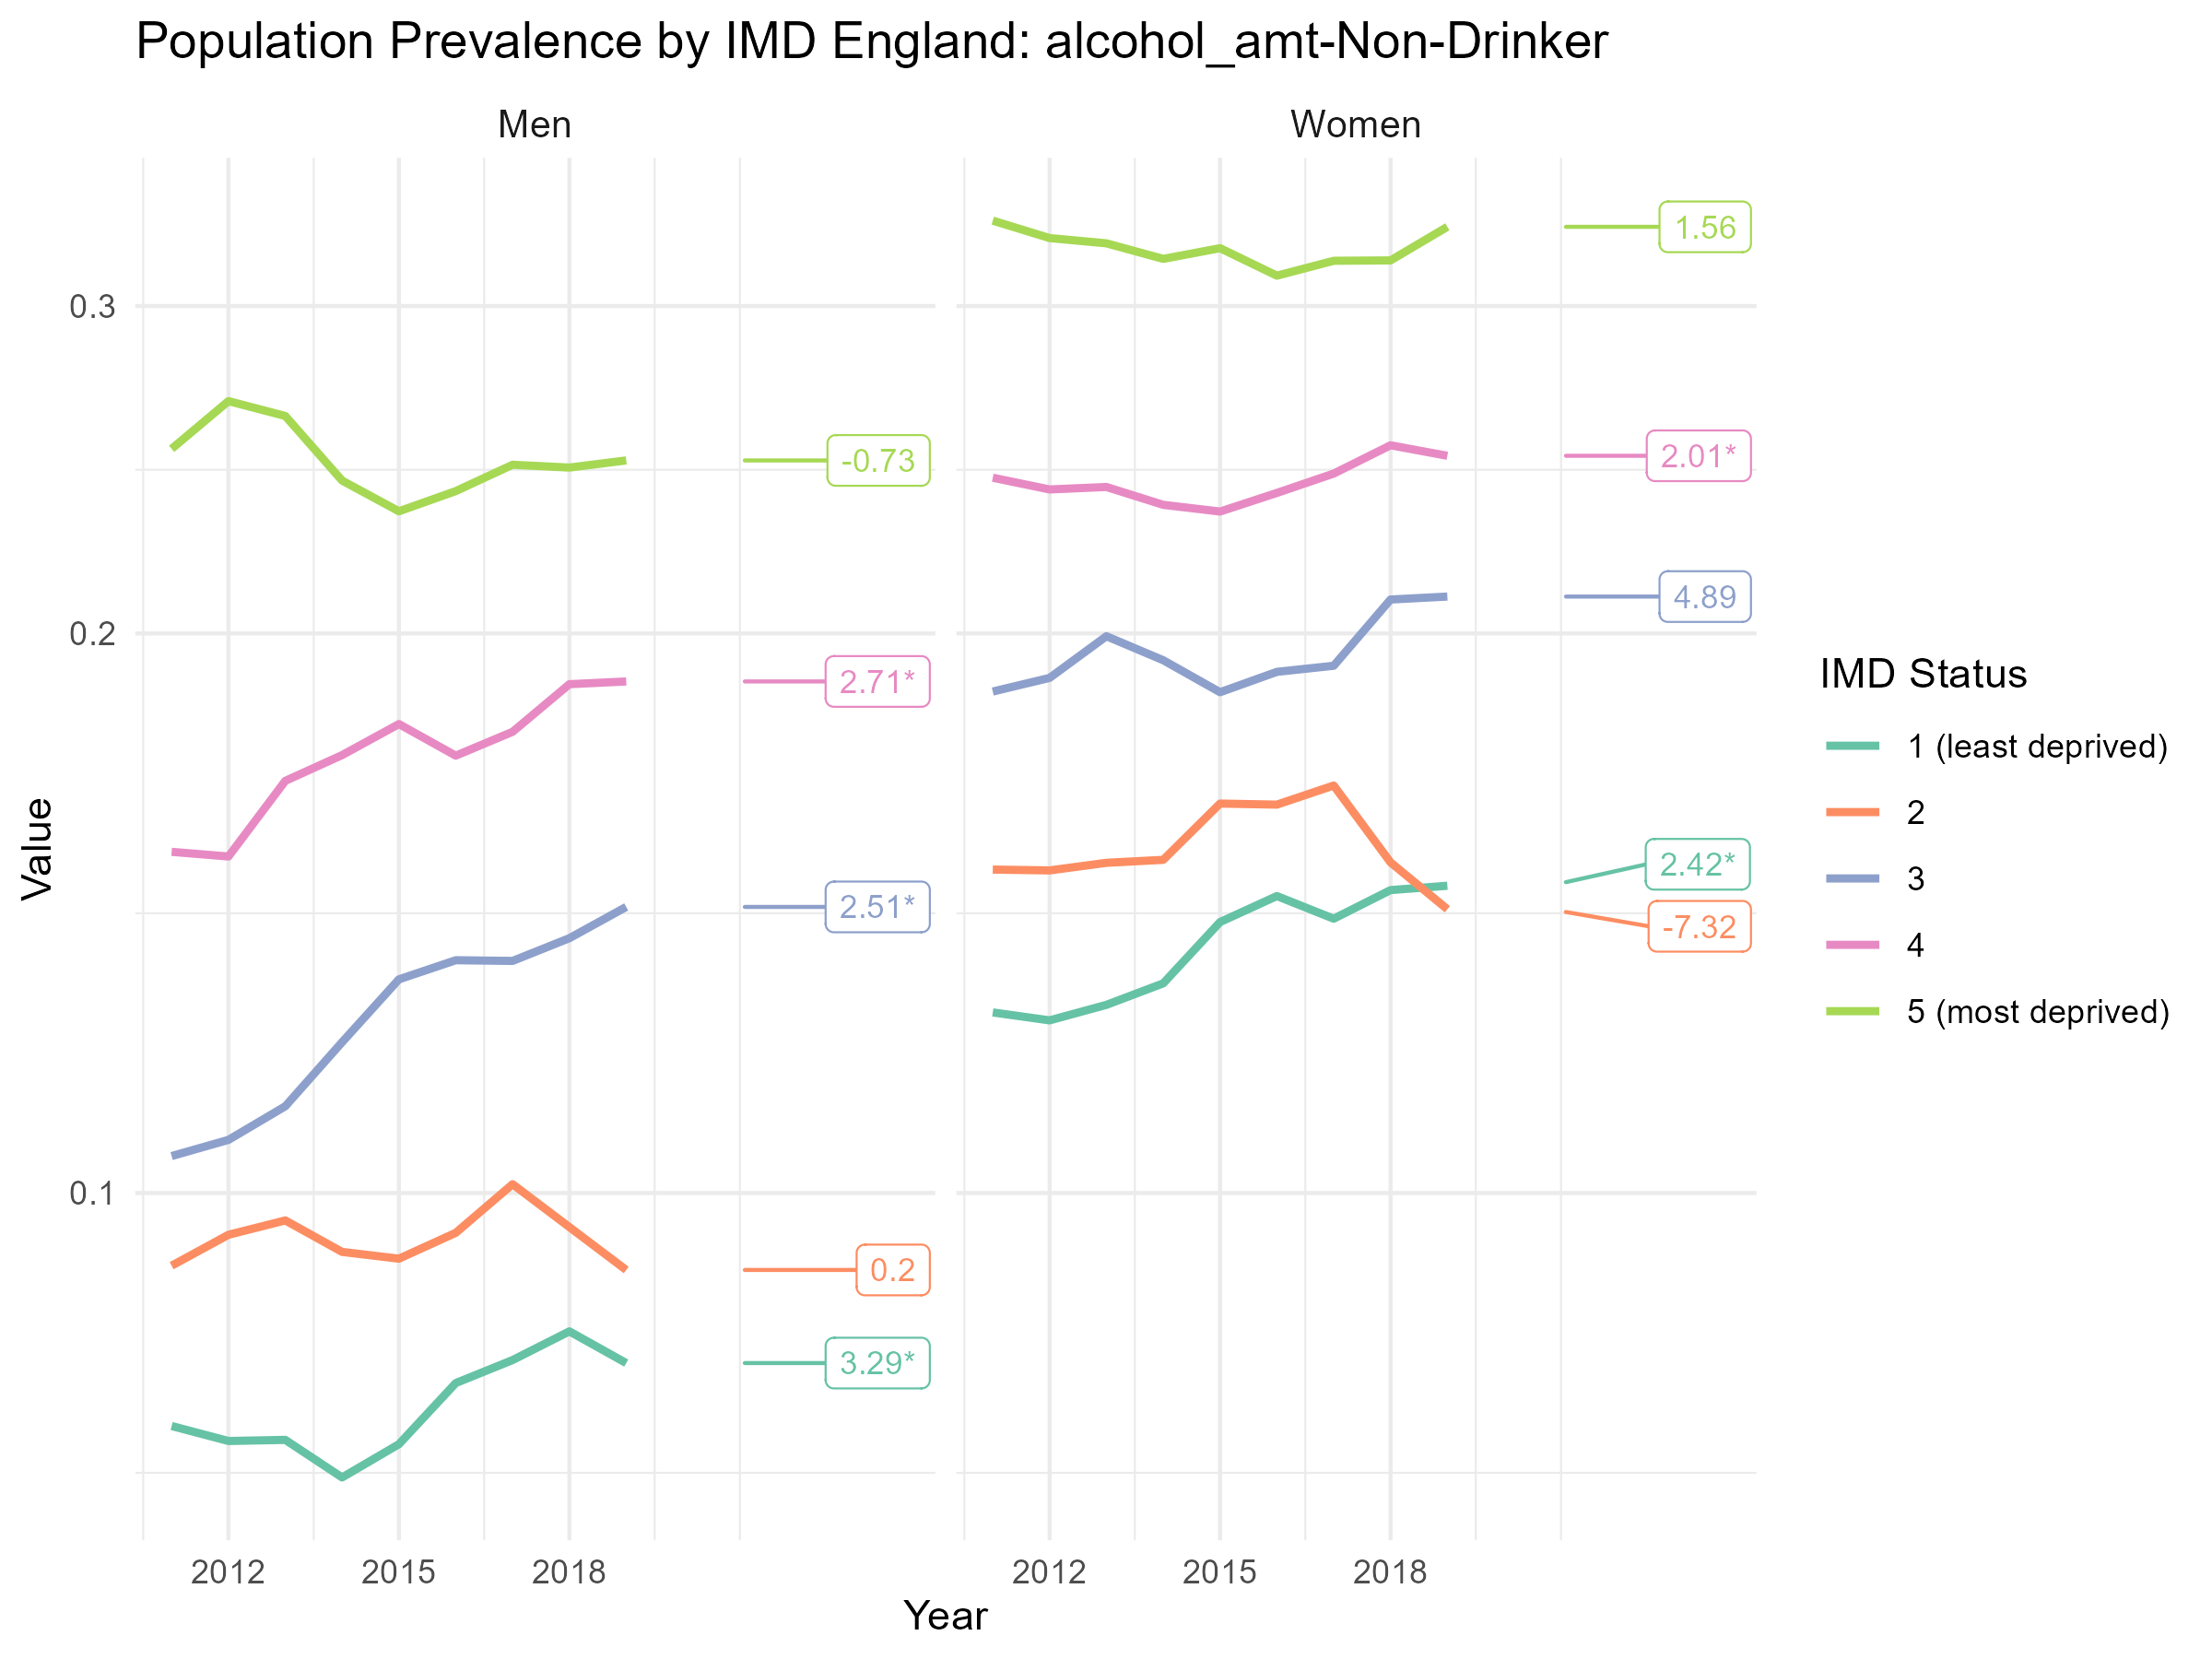 Population Prevalence by IMD England: alcohol_amt-Non-Drinker
Men
Women
0.3
0.2
0.1
Value
-0.73
2.71*
2.51*
0.2
3.29*
1.56
2.01*
4.89
2.42*
-7.32
2012
2015
2018
2012
2015
2018
Year
IMD Status
1 (least deprived)
2
3
4
5 (most deprived)